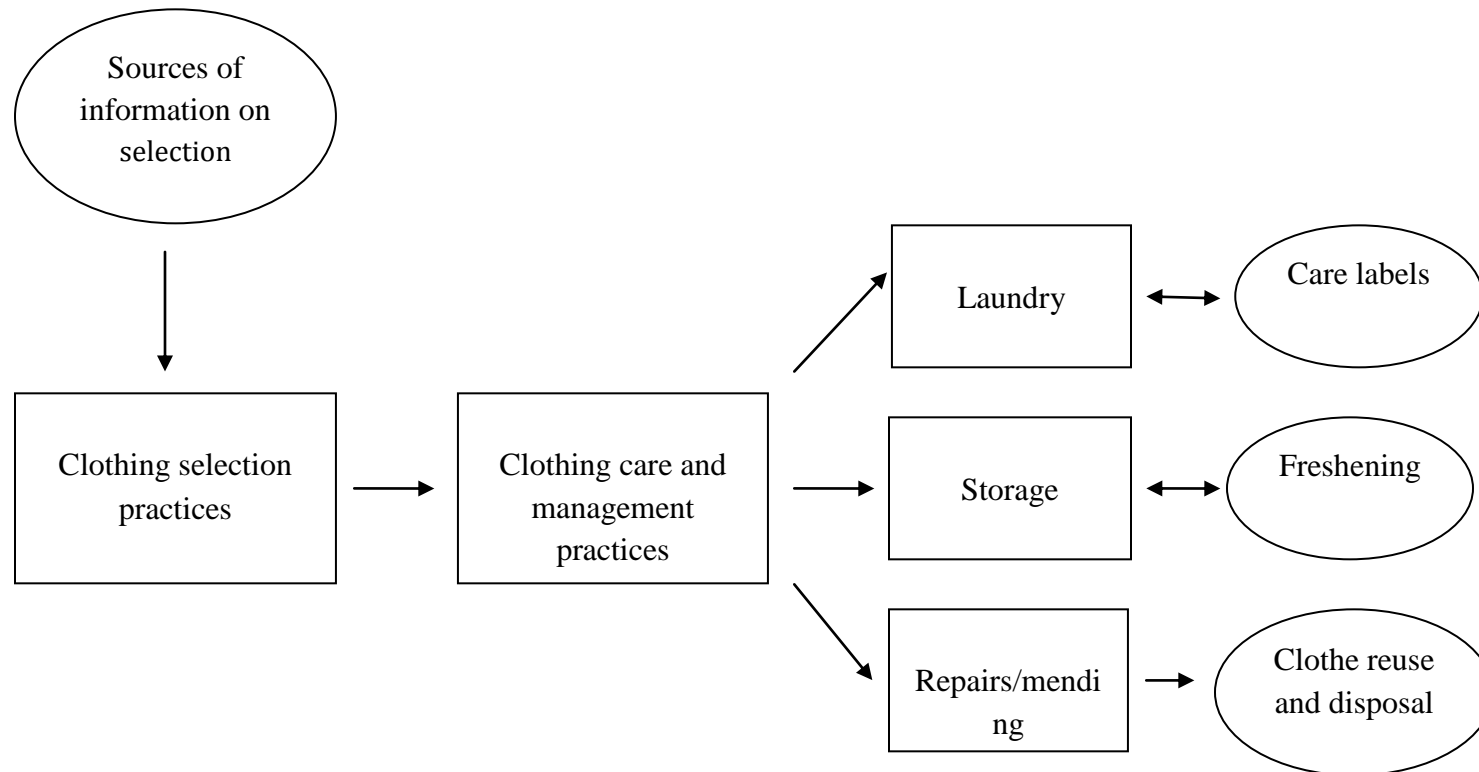 Sources of
information on
selection
Laundry
Care labels
Clothing selection
practices
Clothing care and
management
practices
Storage
Freshening
Repairs/mendi
ng
Clothe reuse
and disposal